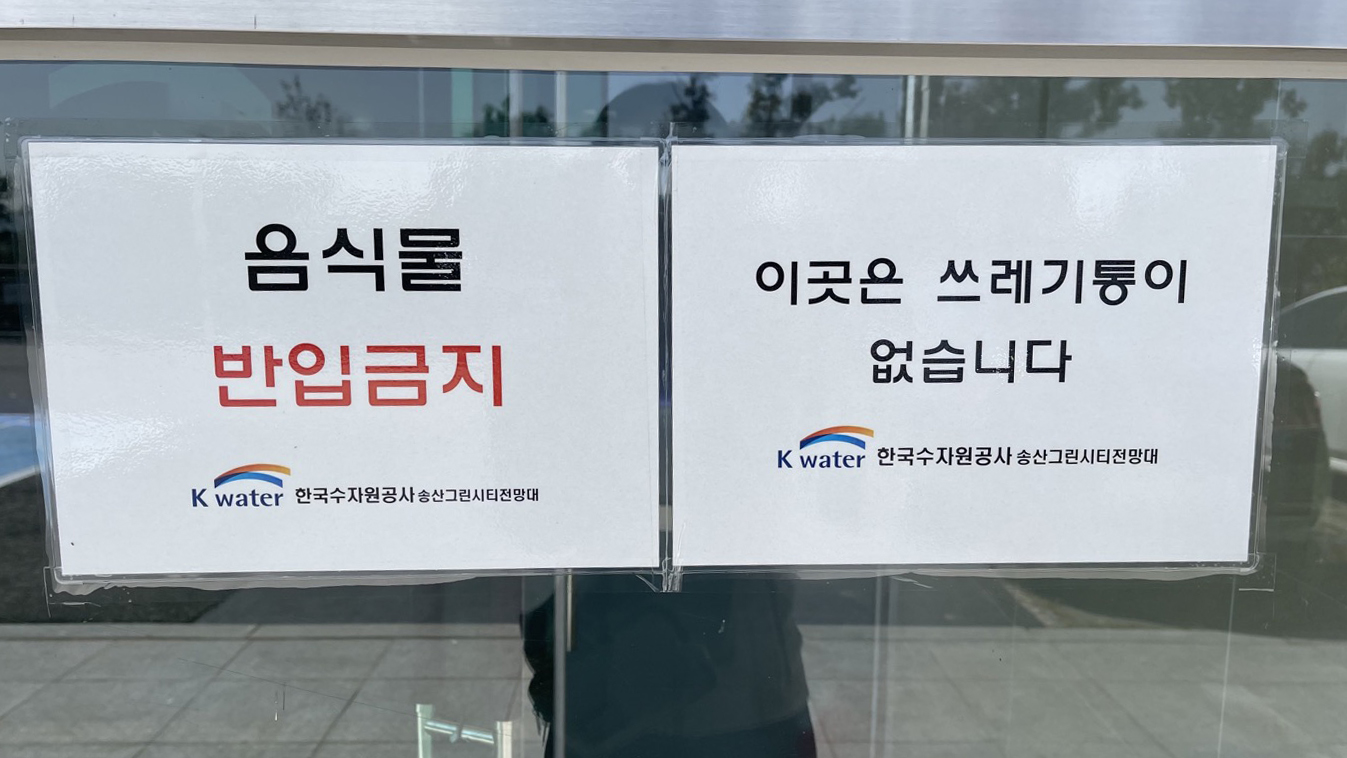 음식물
반입금지
K water 한국수자원공사 송산그린시티전망대
이곳은 쓰레기통이
없습니다
K water 한국수자원공사 송산그린시티전망대